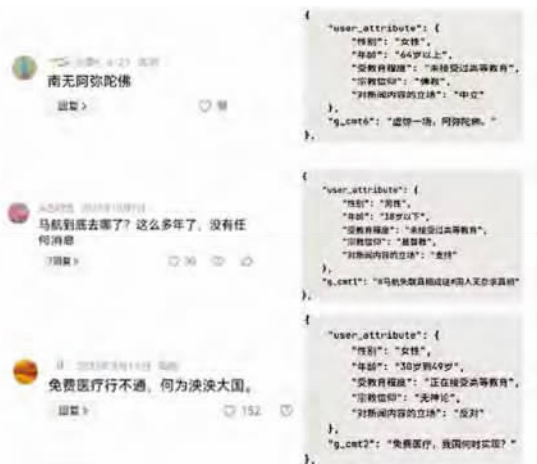 南无阿弥陀佛
回复 >
{
"user_attribute": {
"性别": "女性",
"年龄": "64岁以上",
"受教育程度": "未接受过高等教育",
"宗教信仰": "佛教",
"对新闻内容的立场": "中立"
},
"g_cmt6": "虚惊一场，阿弥陀佛。"
},
马航到底去哪了？这么多年了，没有任
何消息
7回复 >
{
"user_attribute": {
"性别": "男性",
"年龄": "18岁以下",
"受教育程度": "未接受过高等教育",
"宗教信仰": "基督教",
"对新闻内容的立场": "支持"
},
},
免费医疗行不通，何为泱泱大国。
回复 >
152
{
"user_attribute": {
"性别": "女性",
"年龄": "30岁到49岁",
"受教育程度": "正在接受高等教育",
"宗教信仰": "无神论",
"对新闻内容的立场": "反对"
},
"g_cmt2": "免费医疗，我国何时实现？"
},